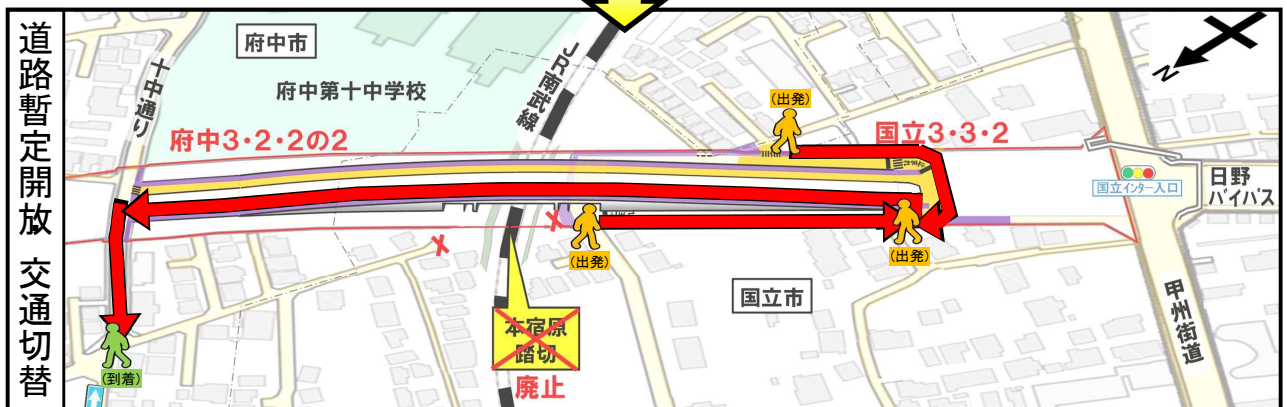 道路暫定開放 交通切替
府中市
十中通り
府中第十中学校
JR南武線
N
府中3・2・2の2
(出発)
国立3・3・2
国立インター入口
日野
バイパス
(出発)
(出発)
国立市
甲州街道
本宿原
踏切
廃止
(到着)